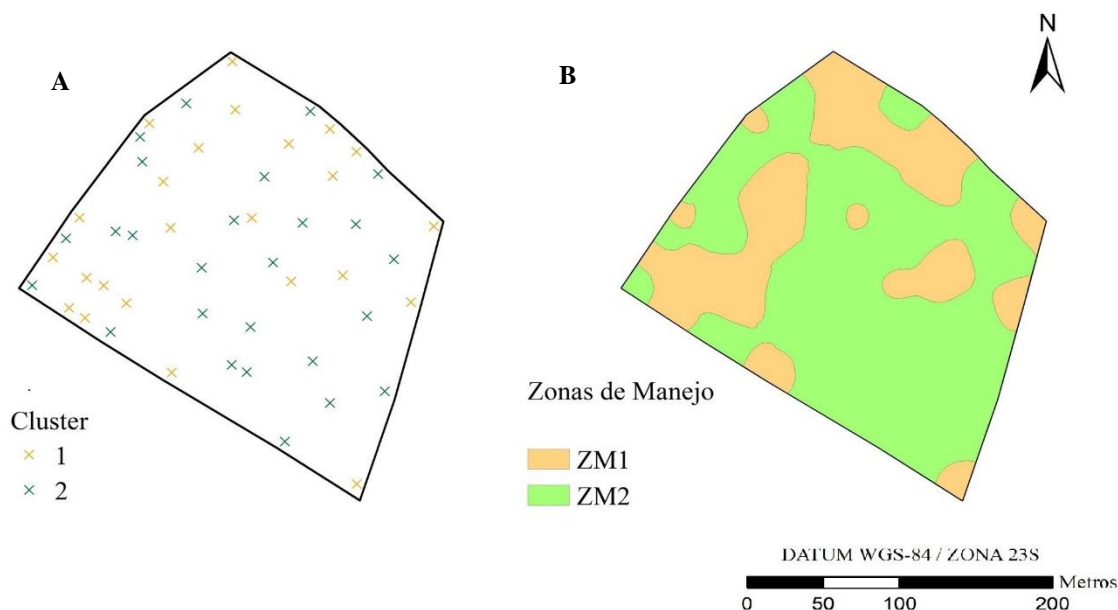 A
B
N
Cluster
1
2
Zonas de Manejo
ZM1
ZM2
DATUM WGS-84 / ZONA 23S
Metros
0 50 100 200